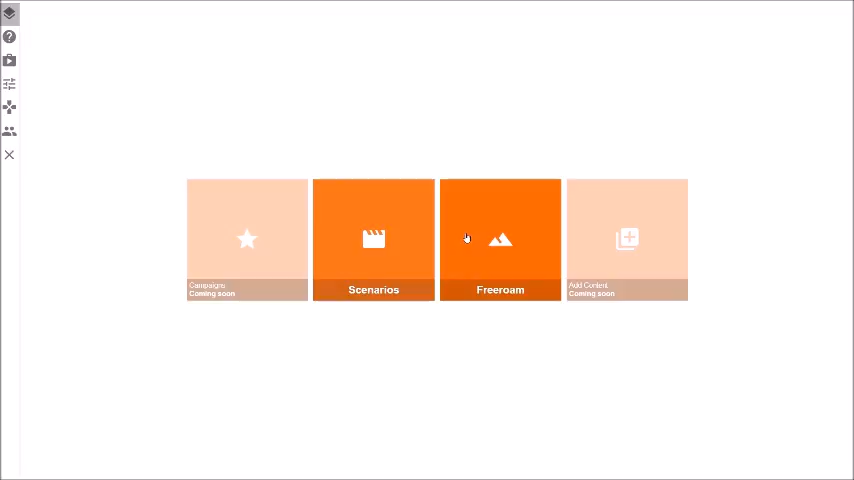 Campaigns
Coming soon
Scenarios
Freeroam
Add Content
Coming soon